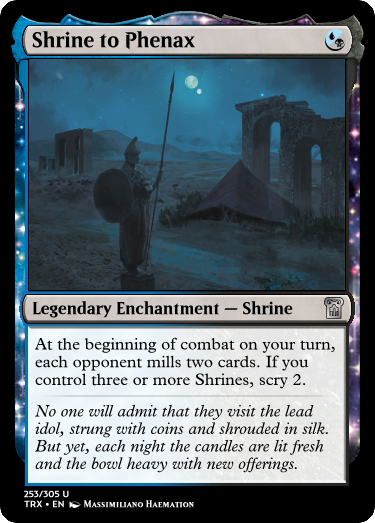 Shrine to Phenax
Legendary Enchantment — Shrine
At the beginning of combat on your turn,
each opponent mills two cards. If you
control three or more Shrines, scry 2.
No one will admit that they visit the lead
idol, strung with coins and shrouded in silk.
But yet, each night the candles are lit fresh
and the bowl heavy with new offerings.
253/305 U
TRX • EN Massimiliano Haemation